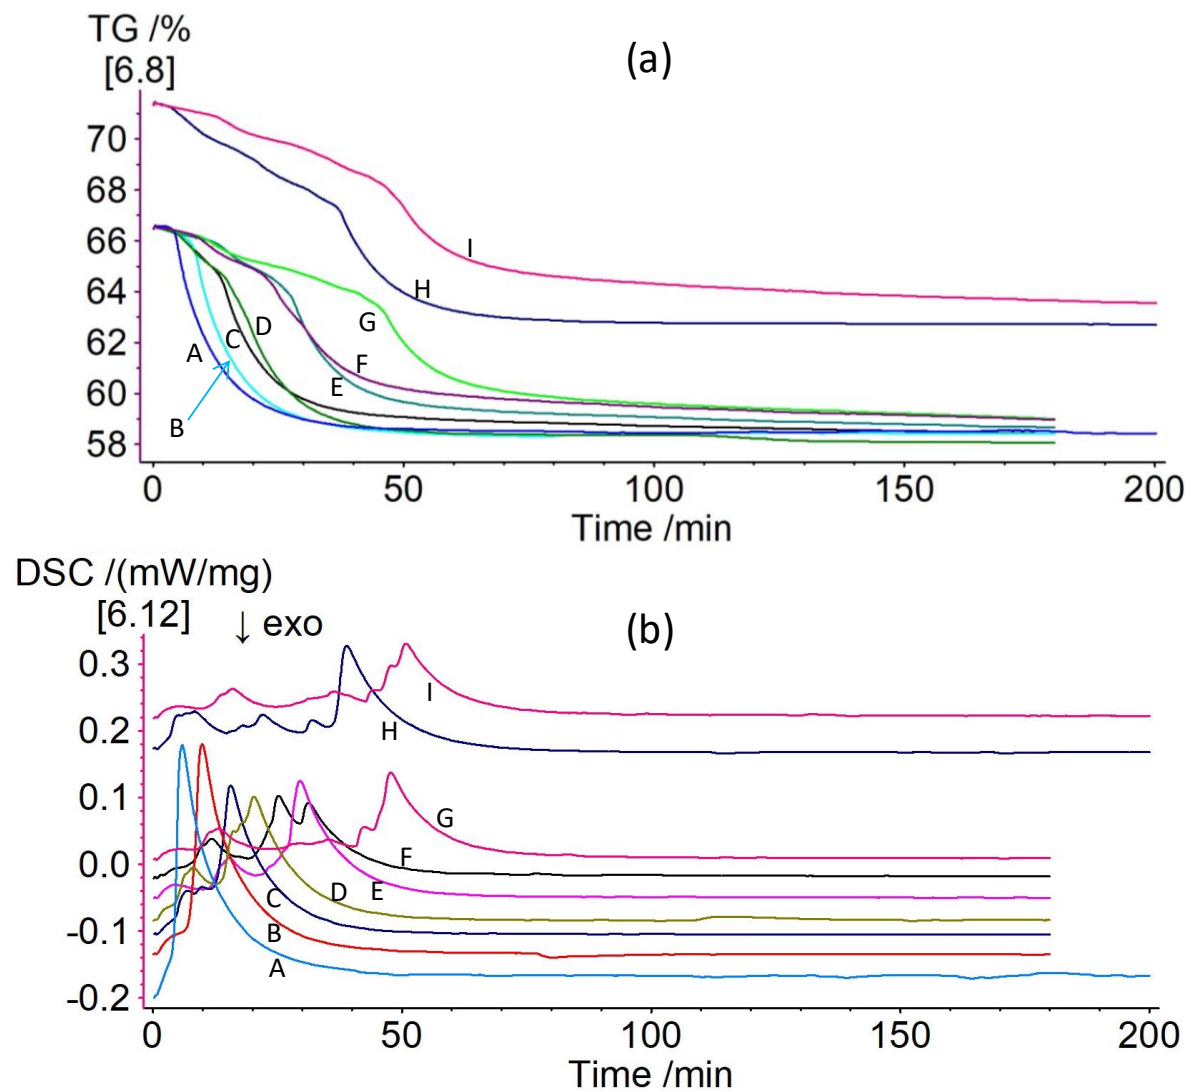 TG /%
[6.8]
(a)
70
68
66
64
62
60
58
I
H
G
D
C
A
F
E
B
0 50 100 150 200
Time /min
DSC /(mW/mg)
[6.12]
↓ exo
(b)
0.3
0.2
0.1
0.0
-0.1
-0.2
I
H
G
F
E
D
C
B
A
0 50 100 150 200
Time /min